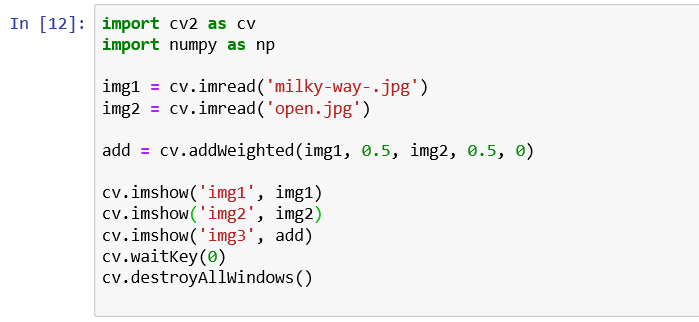 In [12]: import cv2 as cv
import numpy as np
img1 = cv.imread('milky-way-.jpg')
img2 = cv.imread('open.jpg')
add = cv.addWeighted(img1, 0.5, img2, 0.5, 0)
cv.imshow('img1', img1)
cv.imshow('img2', img2)
cv.imshow('img3', add)
cv.waitKey(0)
cv.destroyAllWindows()